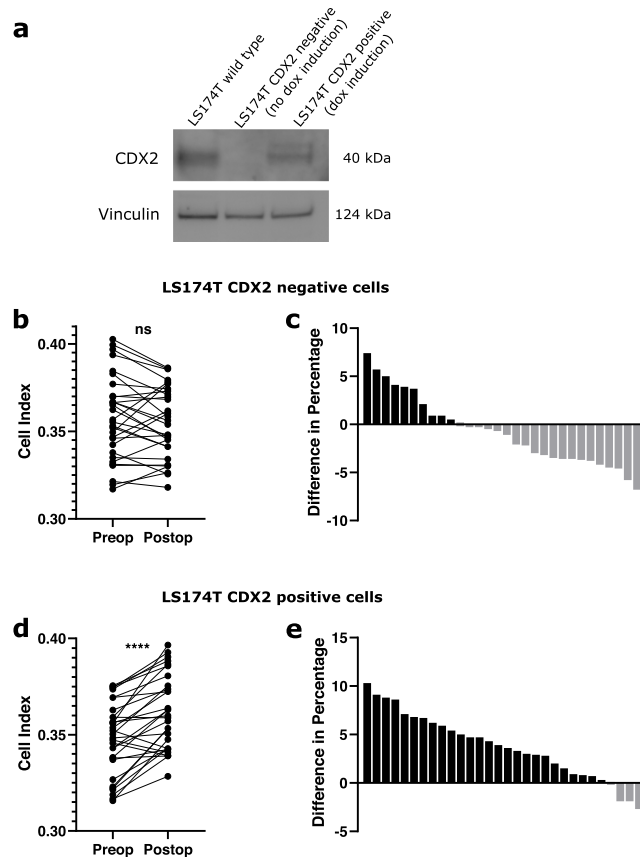 a
LS174T wild type
LS174T CDX2 negative
(no dox induction)
LS174T CDX2 positive
(dox induction)
CDX2
40 kDa
Vinculin
124 kDa
LS174T CDX2 negative cells
b
ns
0.40
0.35
0.30
Cell Index
Preop
Postop
c
10
5
0
-5
-10
Difference in Percentage
LS174T CDX2 positive cells
d
****
0.40
0.35
0.30
Cell Index
Preop
Postop
e
15
10
5
0
-5
Difference in Percentage